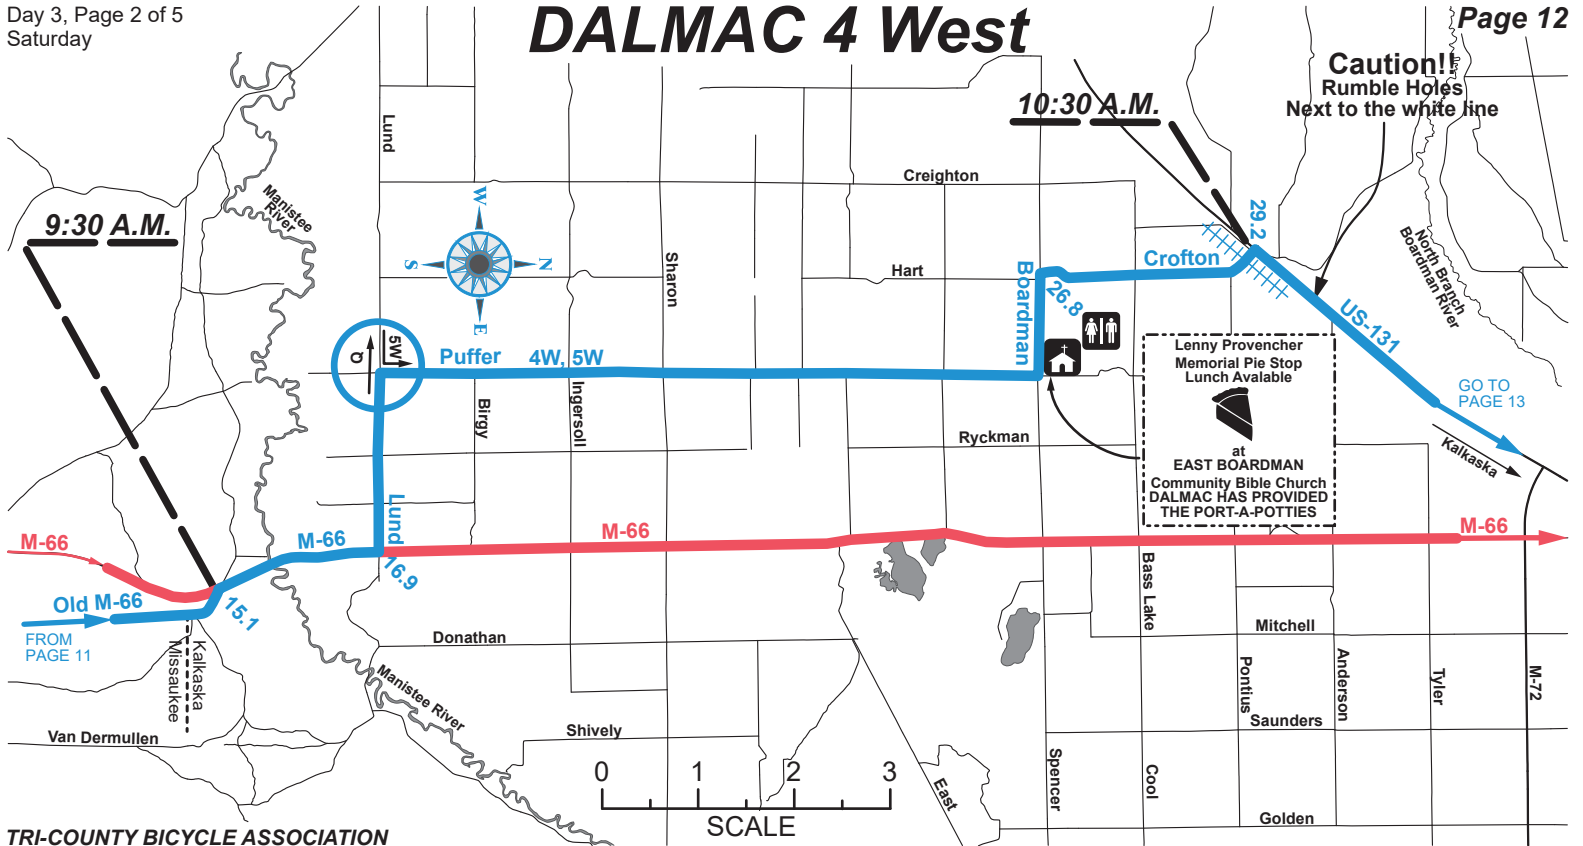 Day 3, Page 2 of 5
Saturday
DALMAC 4 West
Page 12
Caution!!
Rumble Holes
Next to the white line
10:30 A.M.
9:30 A.M.
Lund
Manistee
River
Creighton
W
S
N
E
Sharon
Hart
Boardman
26.8
Crofton
29.2
US-131
North Branch
Boardman River
Q
5W
Puffer
4W, 5W
Birgy
Ingersoll
Ryckman
Lenny Provencher
Memorial Pie Stop
Lunch Avalable
at
EAST BOARDMAN
Community Bible Church
DALMAC HAS PROVIDED
THE PORT-A-POTTIES
GO TO
PAGE 13
Kalkaska
M-66
M-66
Lund
M-66
M-66
16.9
15.1
Old M-66
FROM
PAGE 11
Kalkaska
Missaukee
Donathan
Manistee River
Bass Lake
Mitchell
Pontius
Anderson
Tyler
M-72
Saunders
Van Dermullen
Shively
East
Spencer
Cool
Golden
0 1 2 3
SCALE
TRI-COUNTY BICYCLE ASSOCIATION